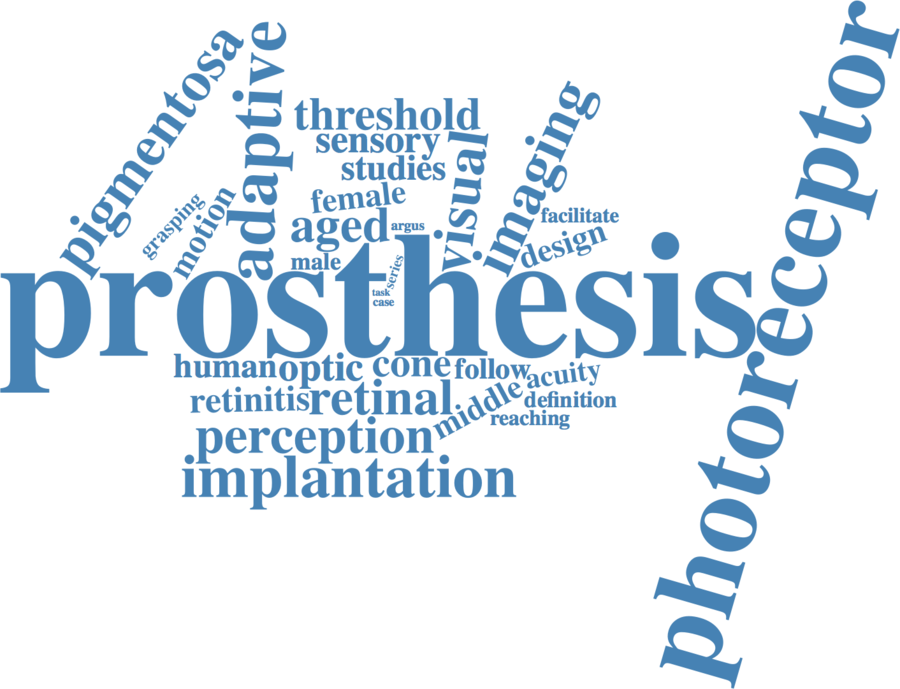 photoreceptor
pigmentosa
adaptive
threshold
sensory
studies
visual
imaging
grasping
motion
female
aged
argus
facilitate
design
male
series
task
case
prosthesis
human
optic
cone
follow
acuity
retinitis
retinal
middle
definition
reaching
perception
implantation